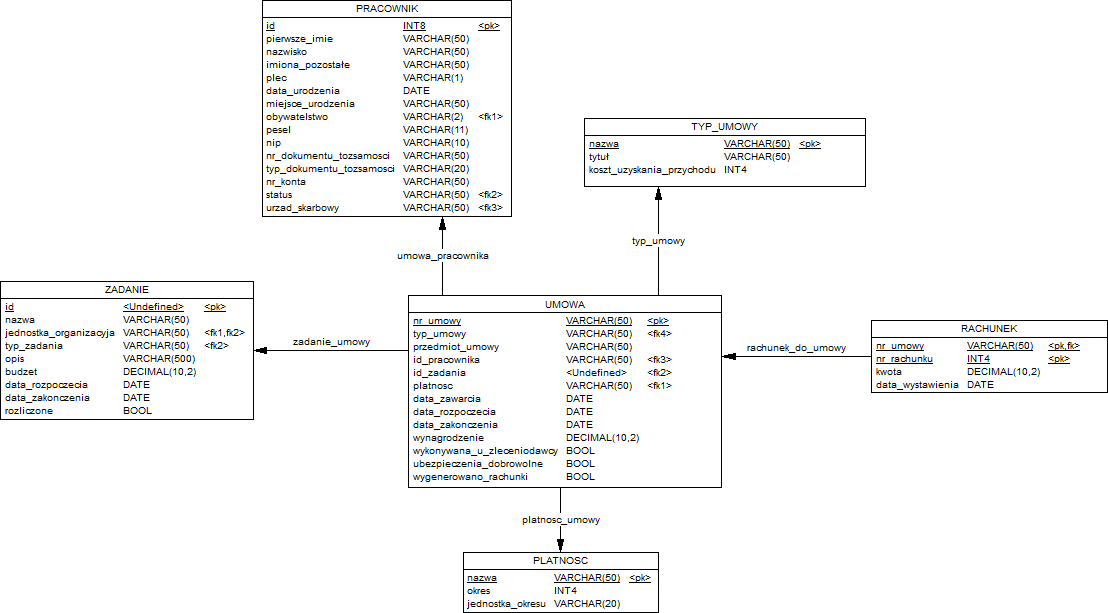 PRACOWNIK
id INT8 <pk>
pierwsze_imie VARCHAR(50)
nazwisko VARCHAR(50)
imiona_pozostałe VARCHAR(50)
plec VARCHAR(1)
data_urodzenia DATE
miejsce_urodzenia VARCHAR(50)
obywatelstwo VARCHAR(2) <fk1>
pesel VARCHAR(11)
nip VARCHAR(10)
nr_dokumentu_tozsamosci VARCHAR(50)
typ_dokumentu_tozsamosci VARCHAR(20)
nr_konta VARCHAR(50)
status VARCHAR(50) <fk2>
urzad_skarbowy VARCHAR(50) <fk3>
TYP_UMOWY
nazwa VARCHAR(50) <pk>
tytuł VARCHAR(50)
koszt_uzyskania_przychodu INT4
umowa_pracownika
typ_umowy
ZADANIE
id <Undefined> <pk>
nazwa VARCHAR(50)
jednostka_organizacyja VARCHAR(50) <fk1,fk2>
typ_zadania VARCHAR(50) <fk2>
opis VARCHAR(500)
budzet DECIMAL(10,2)
data_rozpoczecia DATE
data_zakonczenia DATE
rozliczone BOOL
zadanie_umowy
UMOWA
nr_umowy VARCHAR(50) <pk>
typ_umowy VARCHAR(50) <fk4>
przedmiot_umowy VARCHAR(50)
id_pracownika VARCHAR(50) <fk3>
id_zadania <Undefined> <fk2>
platnosc VARCHAR(50) <fk1>
data_zawarcia DATE
data_rozpoczecia DATE
data_zakonczenia DATE
wynagrodzenie DECIMAL(10,2)
wykonywana_u_zleceniodawcy BOOL
ubezpieczenia_dobrowolne BOOL
wygenerowano_rachunki BOOL
rachunek_do_umowy
RACHUNEK
nr_umowy VARCHAR(50) <pk,fk>
nr_rachunku INT4 <pk>
kwota DECIMAL(10,2)
data_wystawienia DATE
platnosc_umowy
PLATNOSC
nazwa VARCHAR(50) <pk>
okres INT4
jednostka_okresu VARCHAR(20)